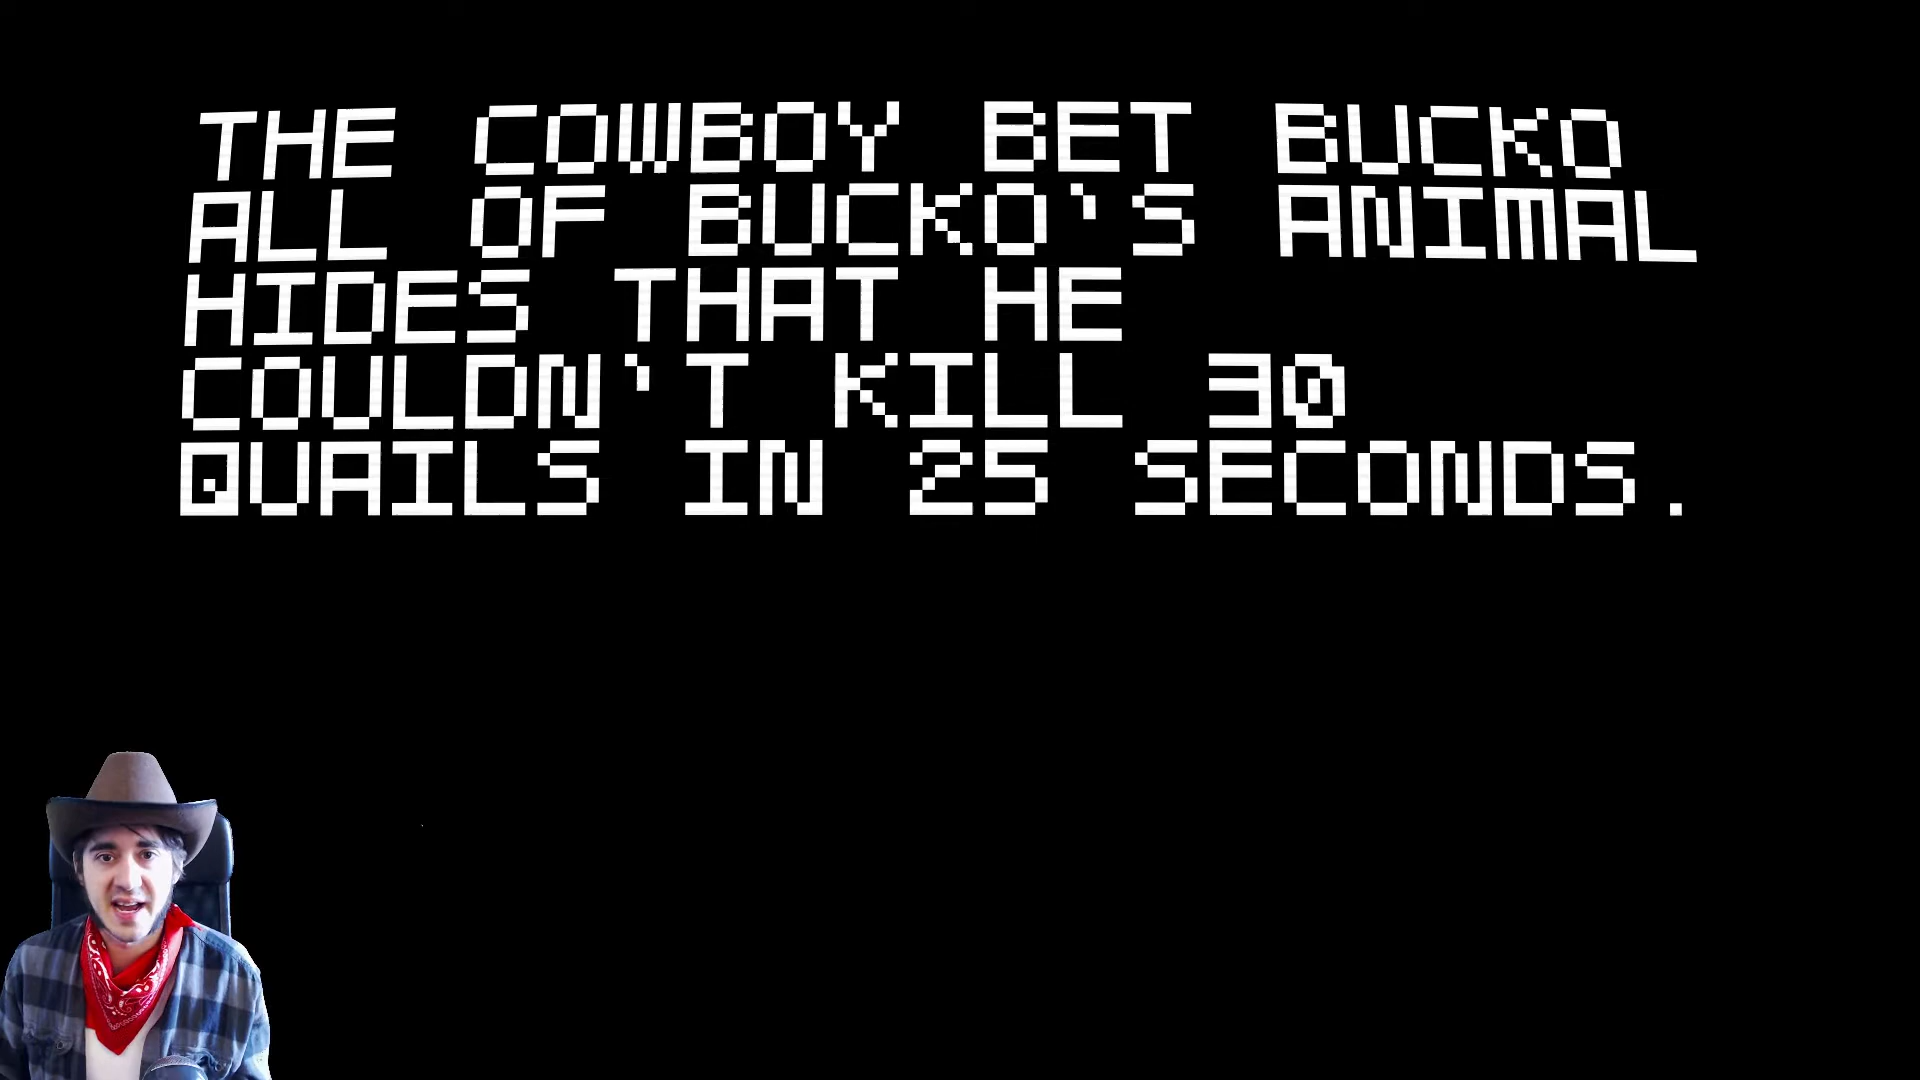 THE COWBOY BET BUCKO
ALL OF BUCKO'S ANIMAL
HIDES THAT HE
COULDN'T KILL 30
QUAILS IN 25 SECONDS.